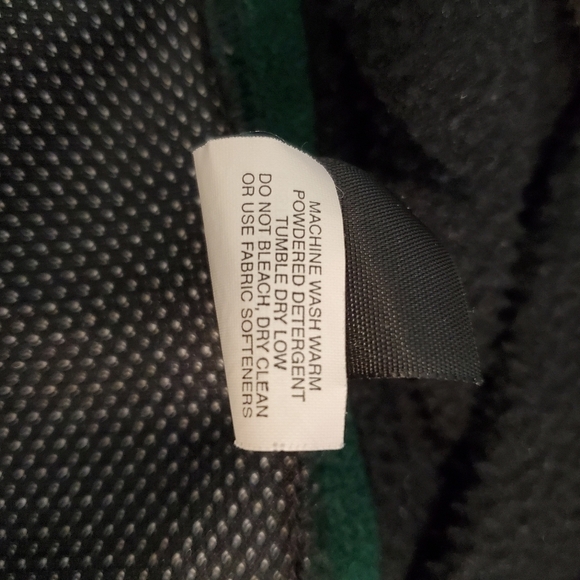 MACHINE WASH WARM
POWDERED DETERGENT
TUMBLE DRY LOW
DO NOT BLEACH, DRY CLEAN
OR USE FABRIC SOFTENERS